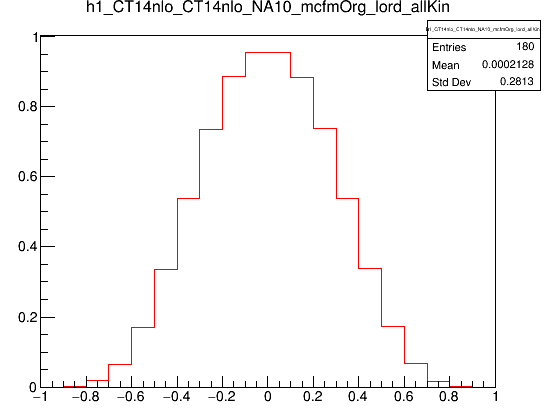 h1_CT14nlo_CT14nlo_NA10_mcfmOrg_lord_allKin
h1_CT14nlo_CT14nlo_NA10_mcfmOrg_lord_allKin
Entries 180
Mean 0.0002128
Std Dev 0.2813
1
0.8
0.6
0.4
0.2
0
−1 −0.8 −0.6 −0.4 −0.2 0 0.2 0.4 0.6 0.8 1